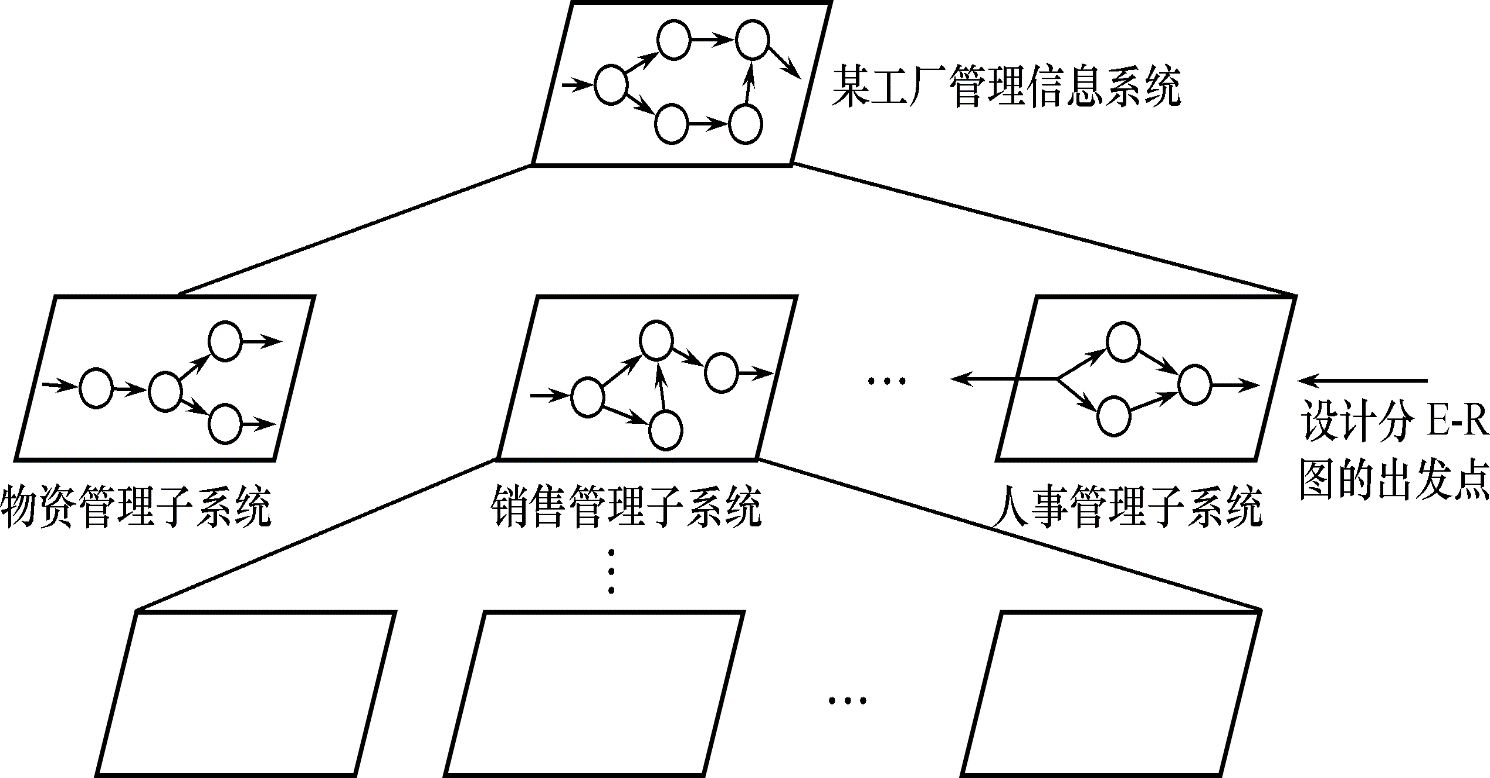 某工厂管理信息系统
…
设计分 E-R
图的出发点
物资管理子系统
销售管理子系统
人事管理子系统
⋮
…